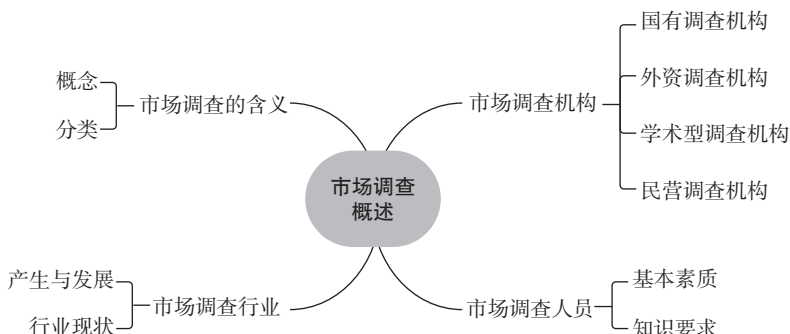 市场调查
概述
市场调查的含义
概念
分类
市场调查机构
国有调查机构
外资调查机构
学术型调查机构
民营调查机构
市场调查行业
产生与发展
行业现状
市场调查人员
基本素质
知识要求